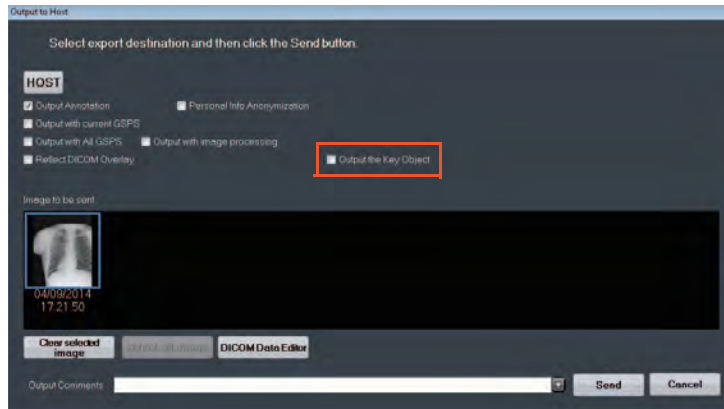 Output to Host
Select export destination and then click the Send button.
HOST
Output Annotation Personal Info Anonymization
Output with current GSPS
Output with All GSPS Output with image processing
Reflect DICOM Overlay Output the Key Object
Image to be sent
04/09/2014
17:21:50
Clear selected
image
DICOM Data Editor
Output Comments Send Cancel